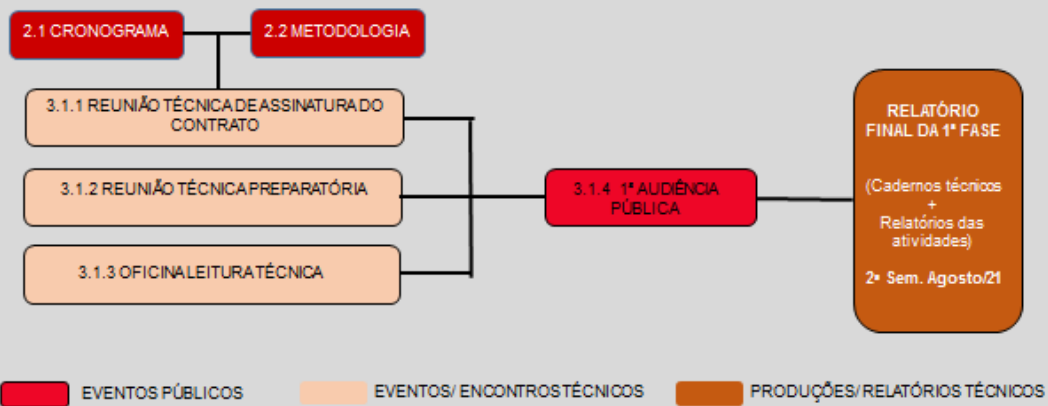 2.1 CRONOGRAMA
2.2 METODOLOGIA
3.1.1 REUNIÃO TÉCNICA DE ASSINATURA DO
CONTRATO
3.1.2 REUNIÃO TÉCNICA PREPARATÓRIA
3.1.3 OFICINA LEITURA TÉCNICA
3.1.4 1ª AUDIÊNCIA
PÚBLICA
RELATÓRIO
FINAL DA 1ª FASE
(Cadernos técnicos
+
Relatórios das
atividades)
2ª Sem. Agosto/21
EVENTOS PÚBLICOS
EVENTOS/ ENCONTROS TÉCNICOS
PRODUÇÕES/ RELATÓRIOS TÉCNICOS